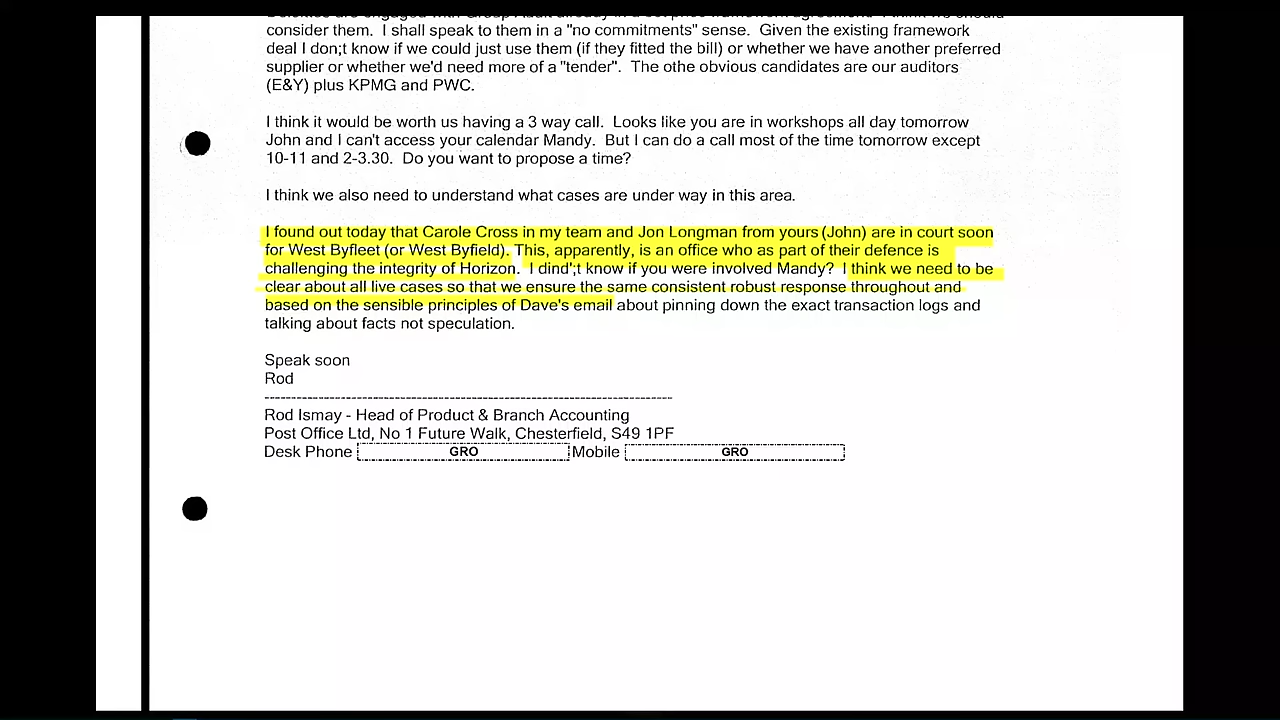 consider them. I shall speak to them in a "no commitments" sense. Given the existing framework
deal I don;t know if we could just use them (if they fitted the bill) or whether we have another preferred
supplier or whether we'd need more of a "tender". The othe obvious candidates are our auditors
(E&Y) plus KPMG and PWC.
I think it would be worth us having a 3 way call. Looks like you are in workshops all day tomorrow
John and I can't access your calendar Mandy. But I can do a call most of the time tomorrow except
10-11 and 2-3.30. Do you want to propose a time?
I think we also need to understand what cases are under way in this area.
I found out today that Carole Cross in my team and Jon Longman from yours (John) are in court soon
for West Byfleet (or West Byfield). This, apparently, is an office who as part of their defence is
challenging the integrity of Horizon. I dind';t know if you were involved Mandy? I think we need to be
clear about all live cases so that we ensure the same consistent robust response throughout and
based on the sensible principles of Dave's email about pinning down the exact transaction logs and
talking about facts not speculation.
Speak soon
Rod
Rod Ismay - Head of Product & Branch Accounting
Post Office Ltd, No 1 Future Walk, Chesterfield, S49 1PF
Desk Phone GRO Mobile GRO